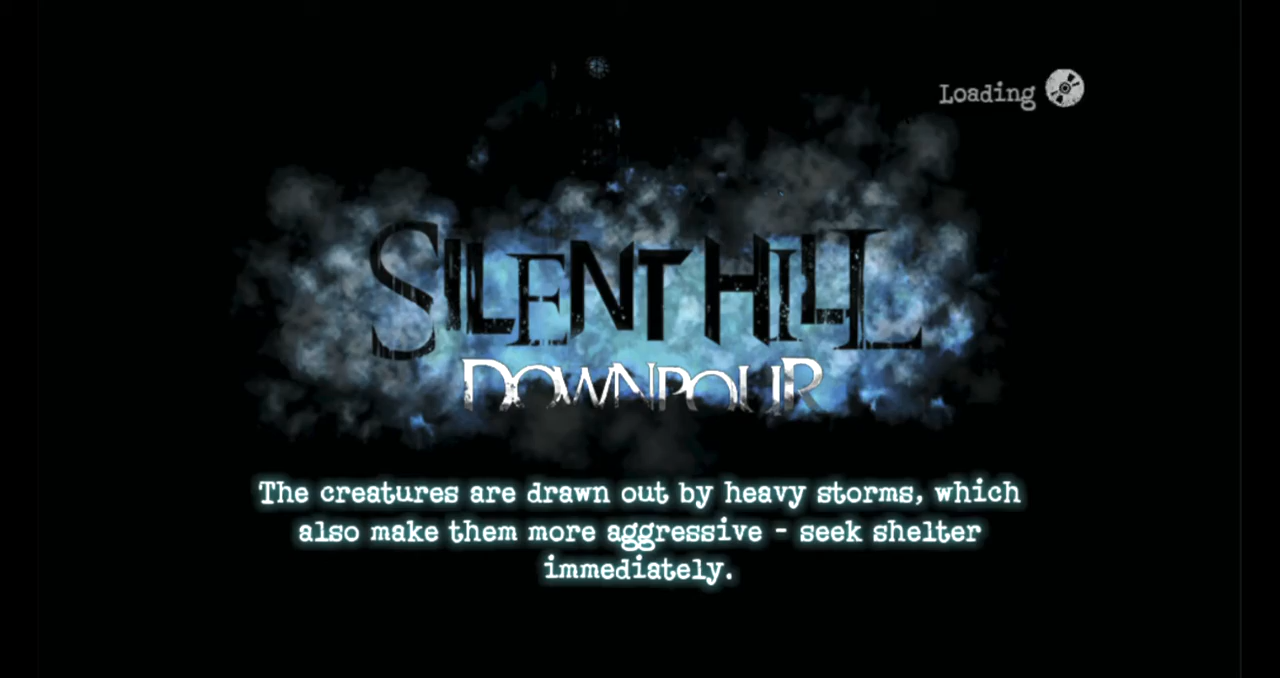 Loading
SILENT HILL
DOWNPOUR
The creatures are drawn out by heavy storms, which
also make them more aggressive - seek shelter
immediately.